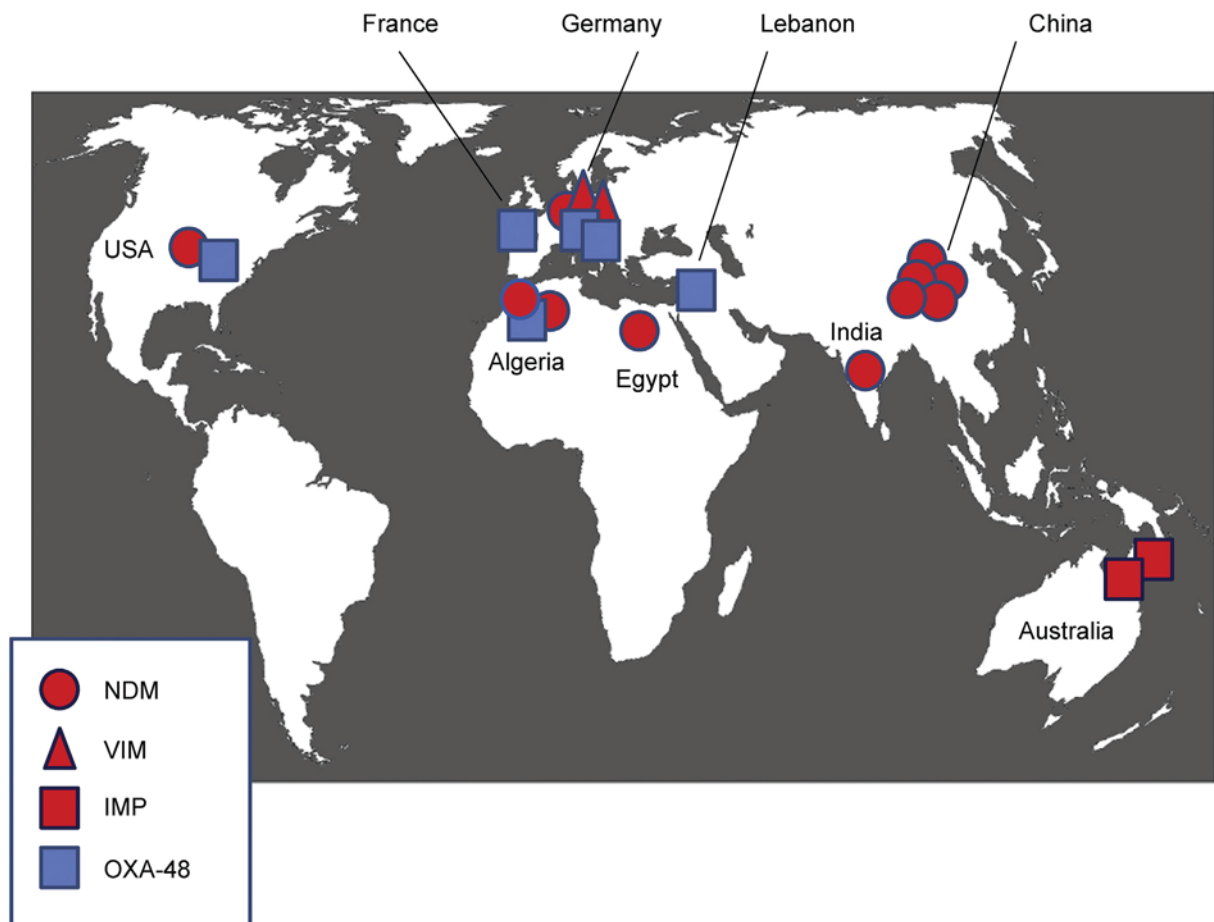 France
Germany
Lebanon
China
USA
Algeria
Egypt
India
Australia
NDM
VIM
IMP
OXA-48